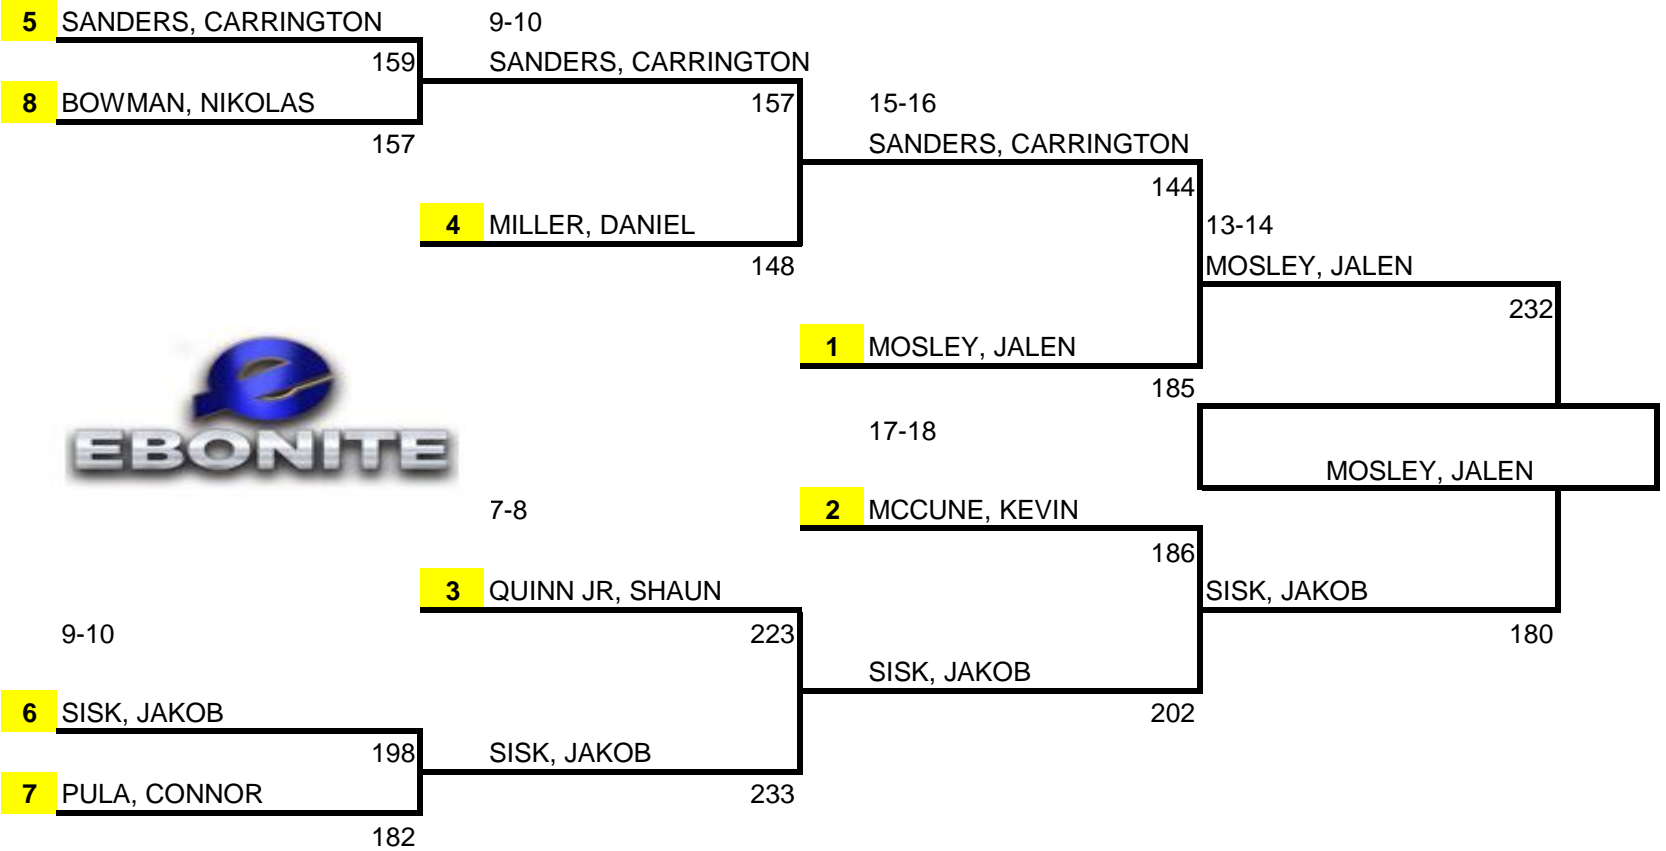 5 SANDERS, CARRINGTON 9-10
159 SANDERS, CARRINGTON
8 BOWMAN, NIKOLAS 157 15-16
157 SANDERS, CARRINGTON
144
4 MILLER, DANIEL 13-14
148 MOSLEY, JALEN
232
1 MOSLEY, JALEN
185
e
EBONITE
17-18
MOSLEY, JALEN
7-8 2 MCCUNE, KEVIN
186
3 QUINN JR, SHAUN SISK, JAKOB
9-10 223 180
SISK, JAKOB
6 SISK, JAKOB 202
198 SISK, JAKOB
7 PULA, CONNOR 233
182